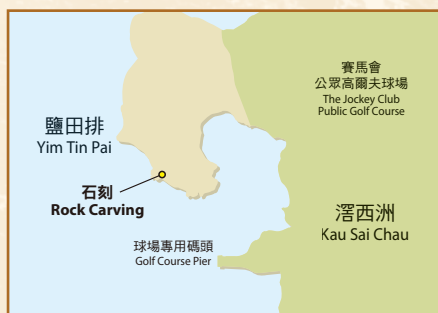 賽馬會
公眾高爾夫球場
The Jockey Club
Public Golf Course
鹽田排
Yim Tin Pai
石刻
Rock Carving
滘西洲
Kau Sai Chau
球場專用碼頭
Golf Course Pier